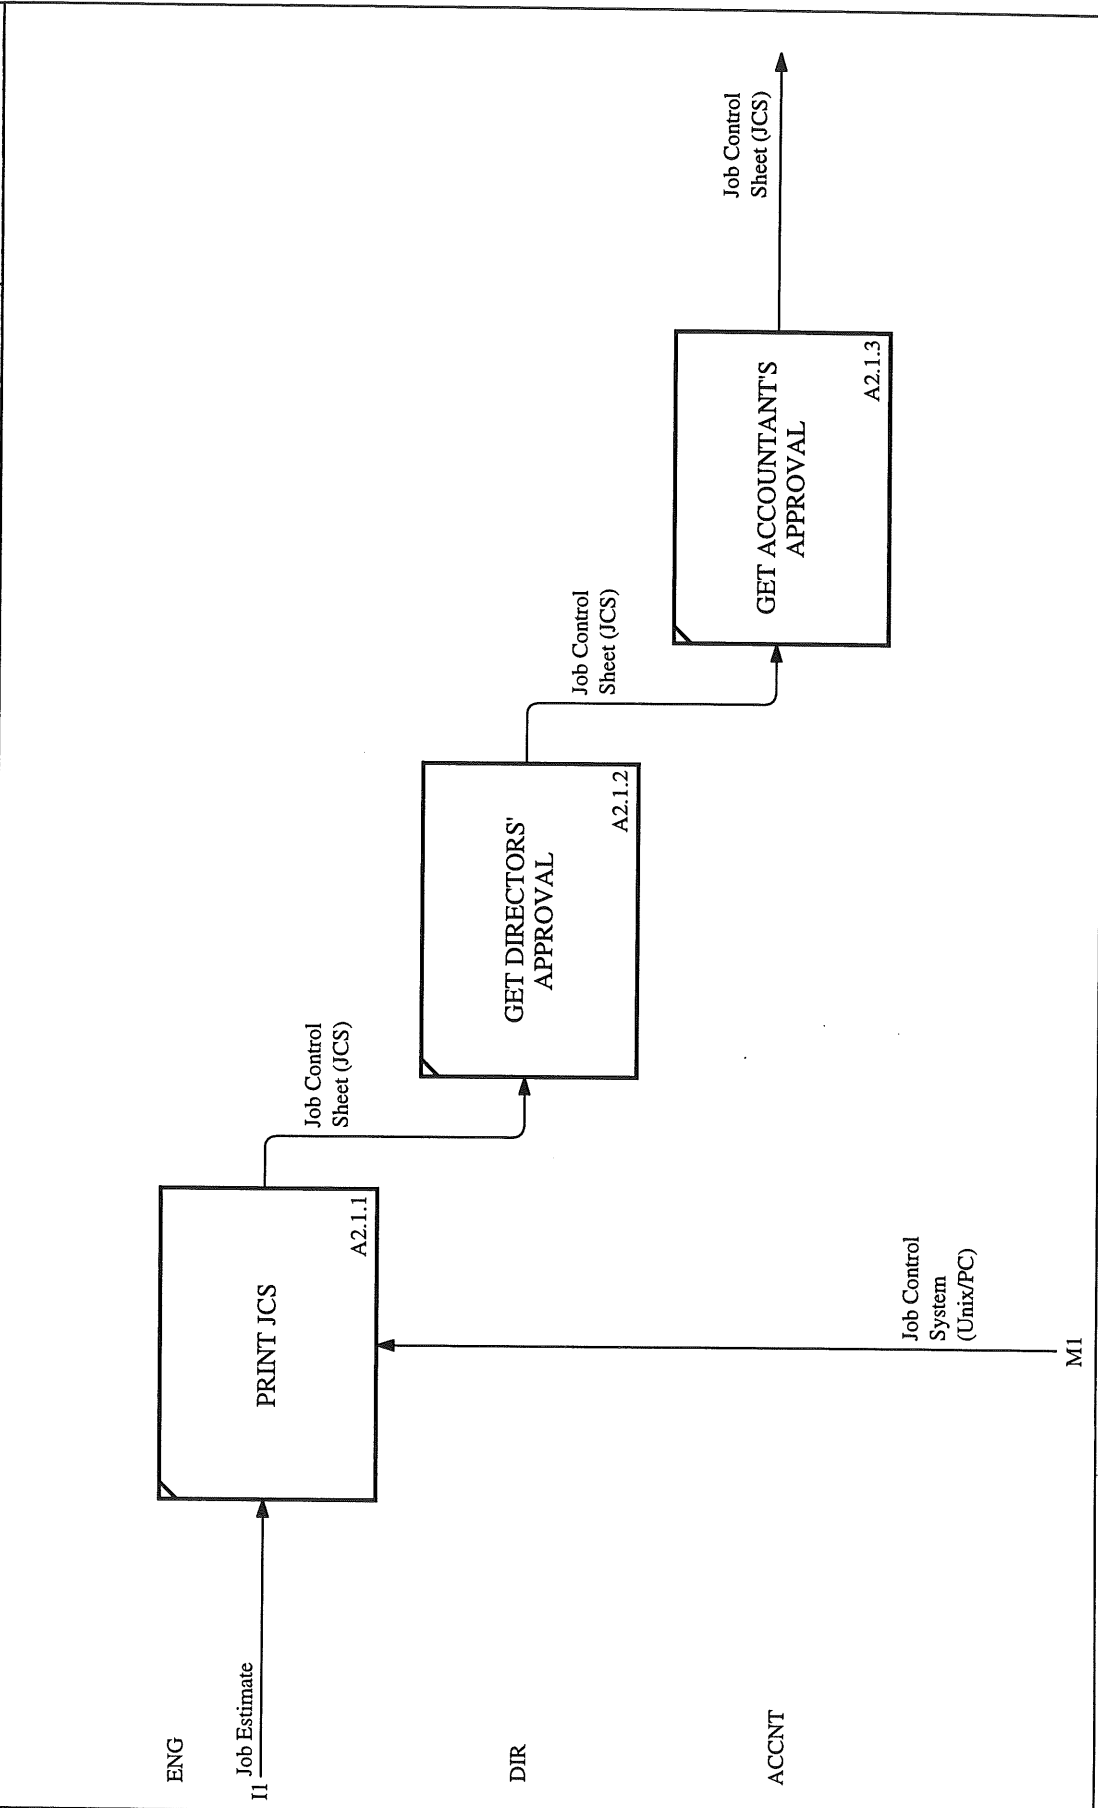 ENG
I1
Job Estimate
PRINT JCS
A2.1.1
Job Control
Sheet (JCS)
DIR
GET DIRECTORS'
APPROVAL
A2.1.2
Job Control
Sheet (JCS)
ACCNT
GET ACCOUNTANT'S
APPROVAL
A2.1.3
Job Control
Sheet (JCS)
Job Control
System
(Unix/PC)
M1